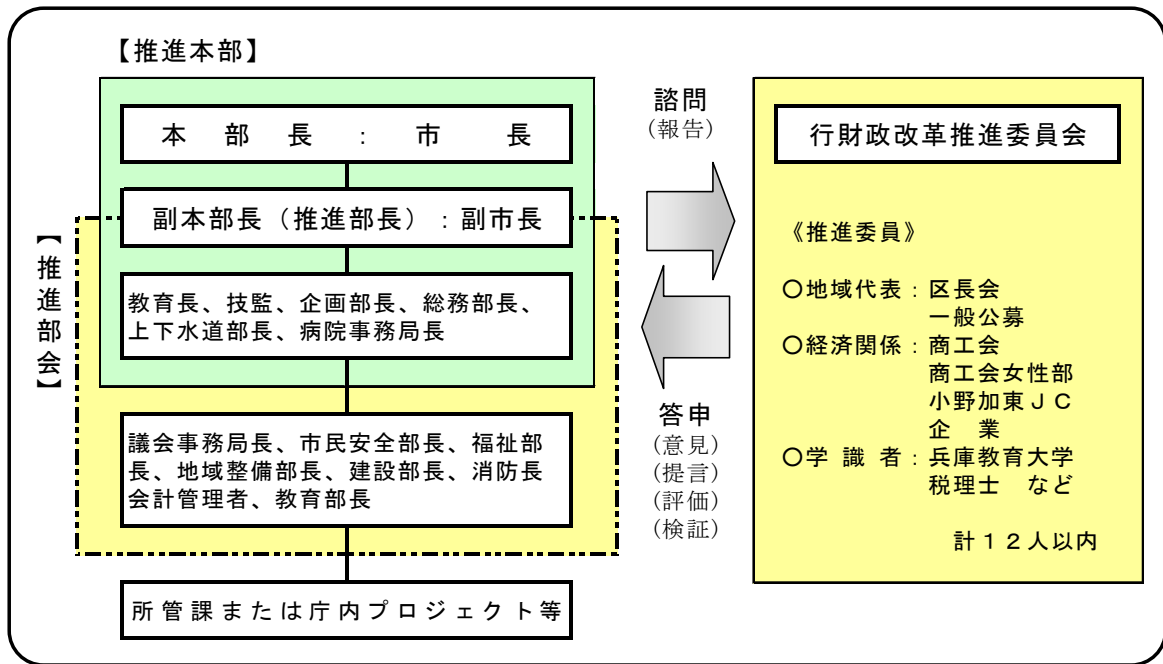 【推進本部】
本部長：市長
副本部長（推進部長）：副市長
【推進部会】
教育長、技監、企画部長、総務部長、
上下水道部長、病院事務局長
議会事務局長、市民安全部長、福祉部
長、地域整備部長、建設部長、消防長
会計管理者、教育部長
所管課または庁内プロジェクト等
諮問
(報告)
答申
(意見)
(提言)
(評価)
(検証)
行財政改革推進委員会
《推進委員》
○地域代表：区長会
一般公募
○経済関係：商工会
商工会女性部
小野加東ＪＣ
企　業
○学識者：兵庫教育大学
税理士　など
計１２人以内